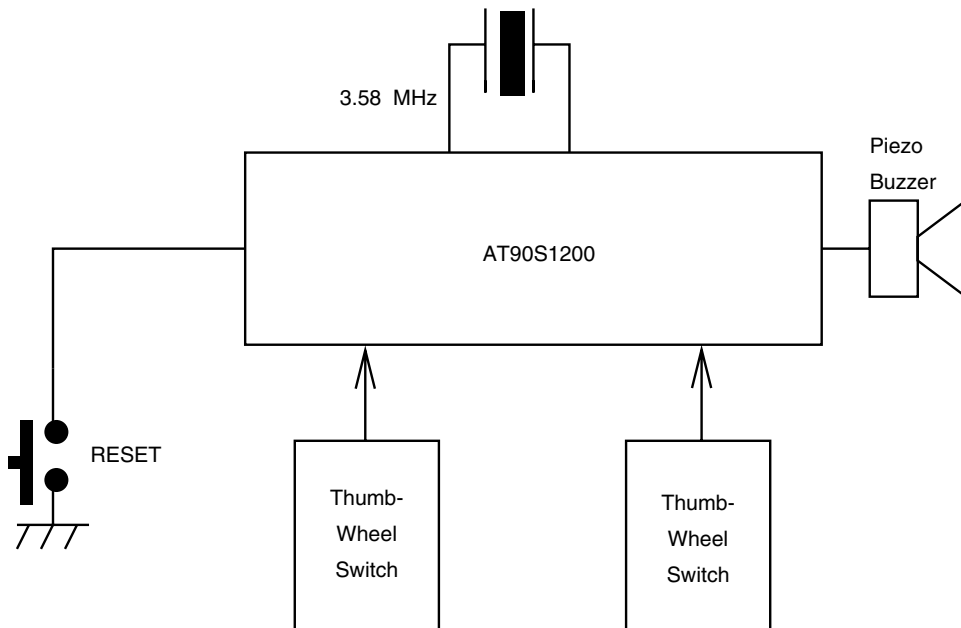 3.58 MHz
Piezo
Buzzer
AT90S1200
RESET
Thumb-
Wheel
Switch
Thumb-
Wheel
Switch